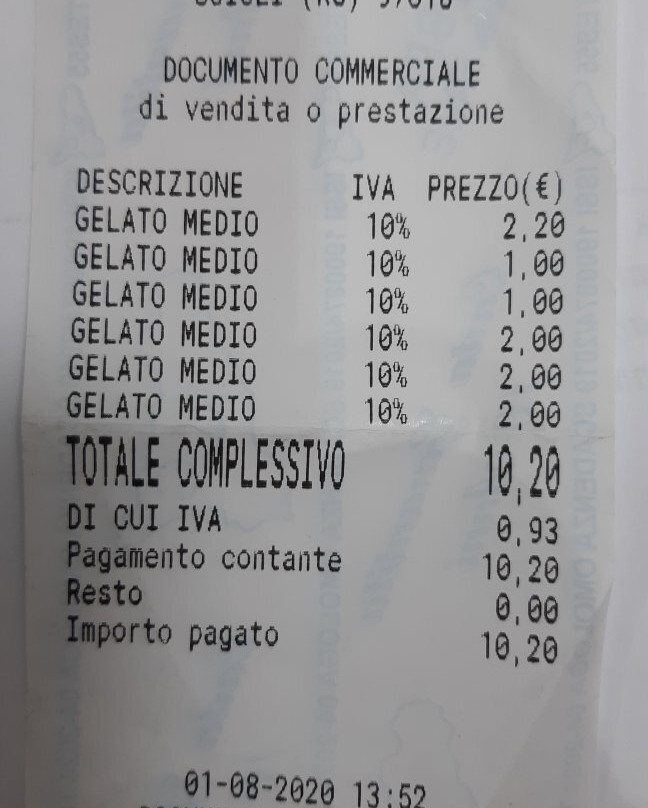 DOCUMENTO COMMERCIALE
di vendita o prestazione
DESCRIZIONE IVA PREZZO(€)
GELATO MEDIO 10% 2,20
GELATO MEDIO 10% 1,00
GELATO MEDIO 10% 1,00
GELATO MEDIO 10% 2,00
GELATO MEDIO 10% 2,00
GELATO MEDIO 10% 2,00
TOTALE COMPLESSIVO 10,20
DI CUI IVA 0,93
Pagamento contante 10,20
Resto 0,00
Importo pagato 10,20
01-08-2020 13:52